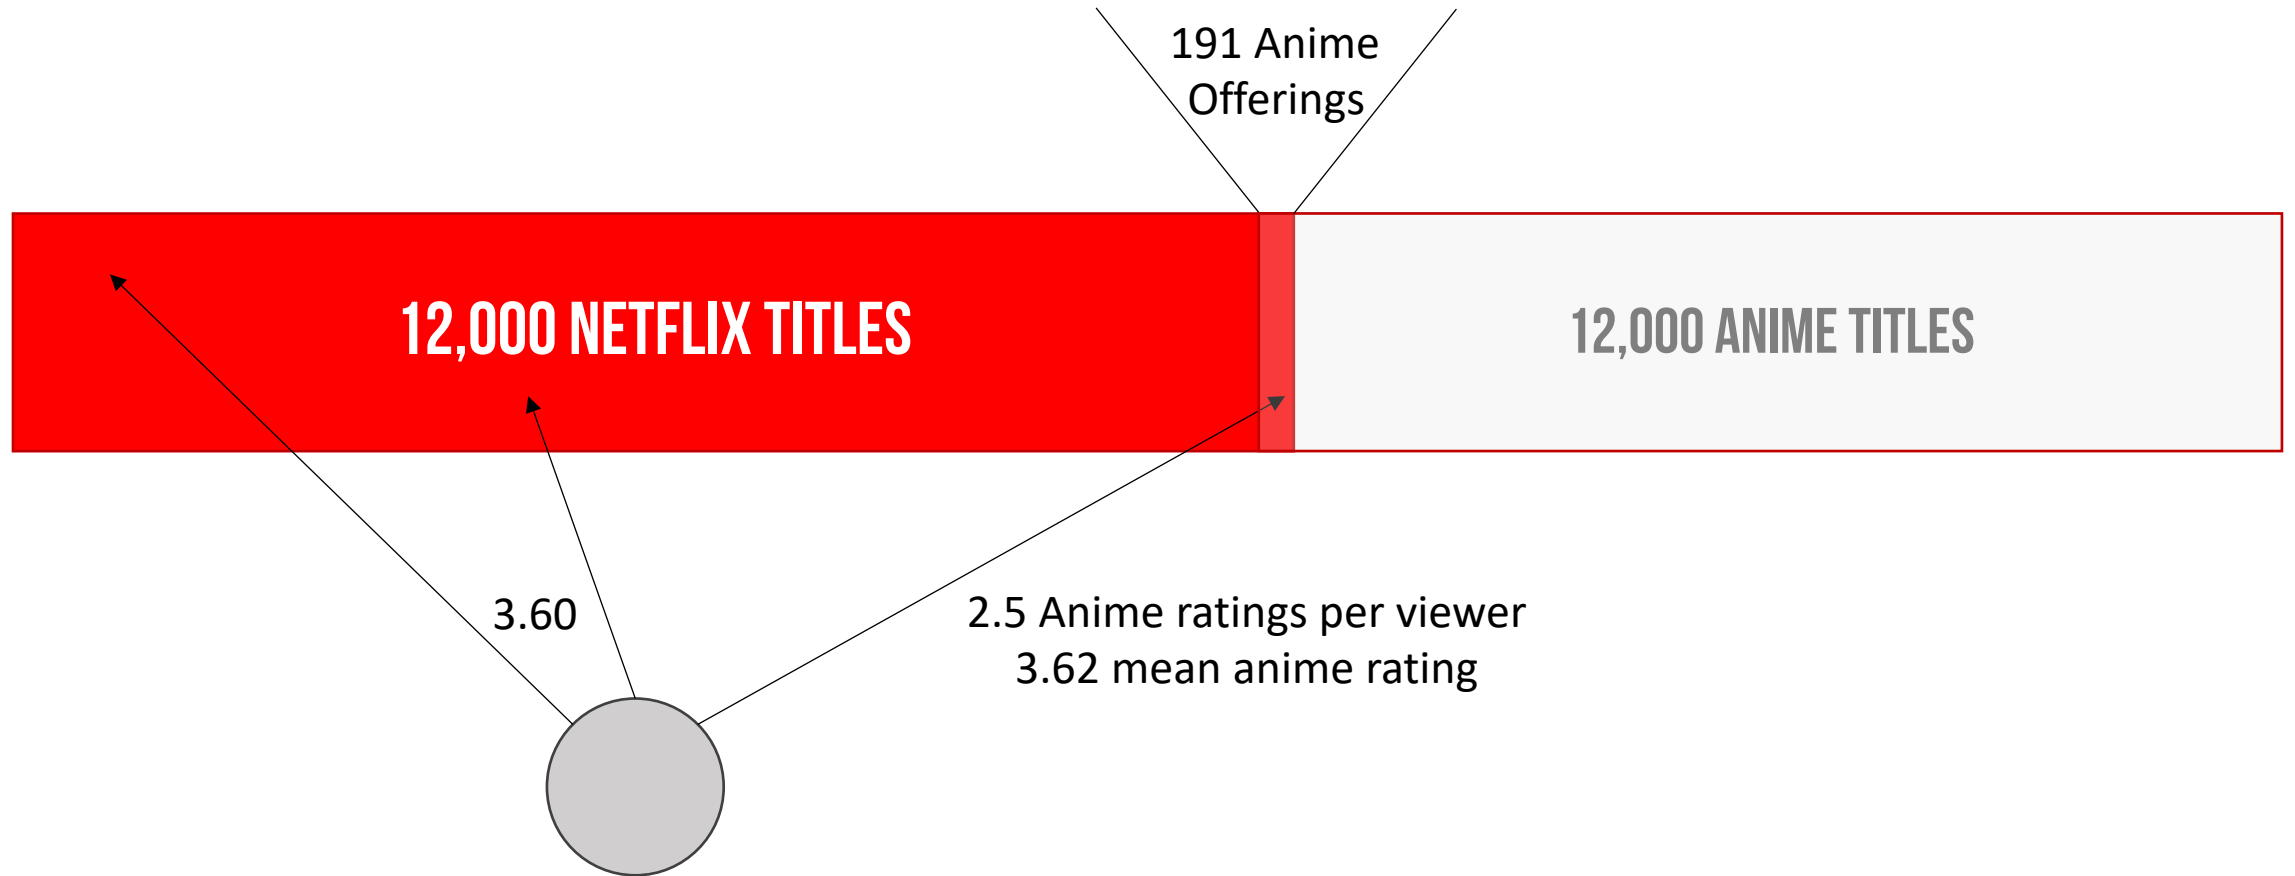 191 Anime
Offerings
12,000 NETFLIX TITLES
12,000 ANIME TITLES
3.60
2.5 Anime ratings per viewer
3.62 mean anime rating